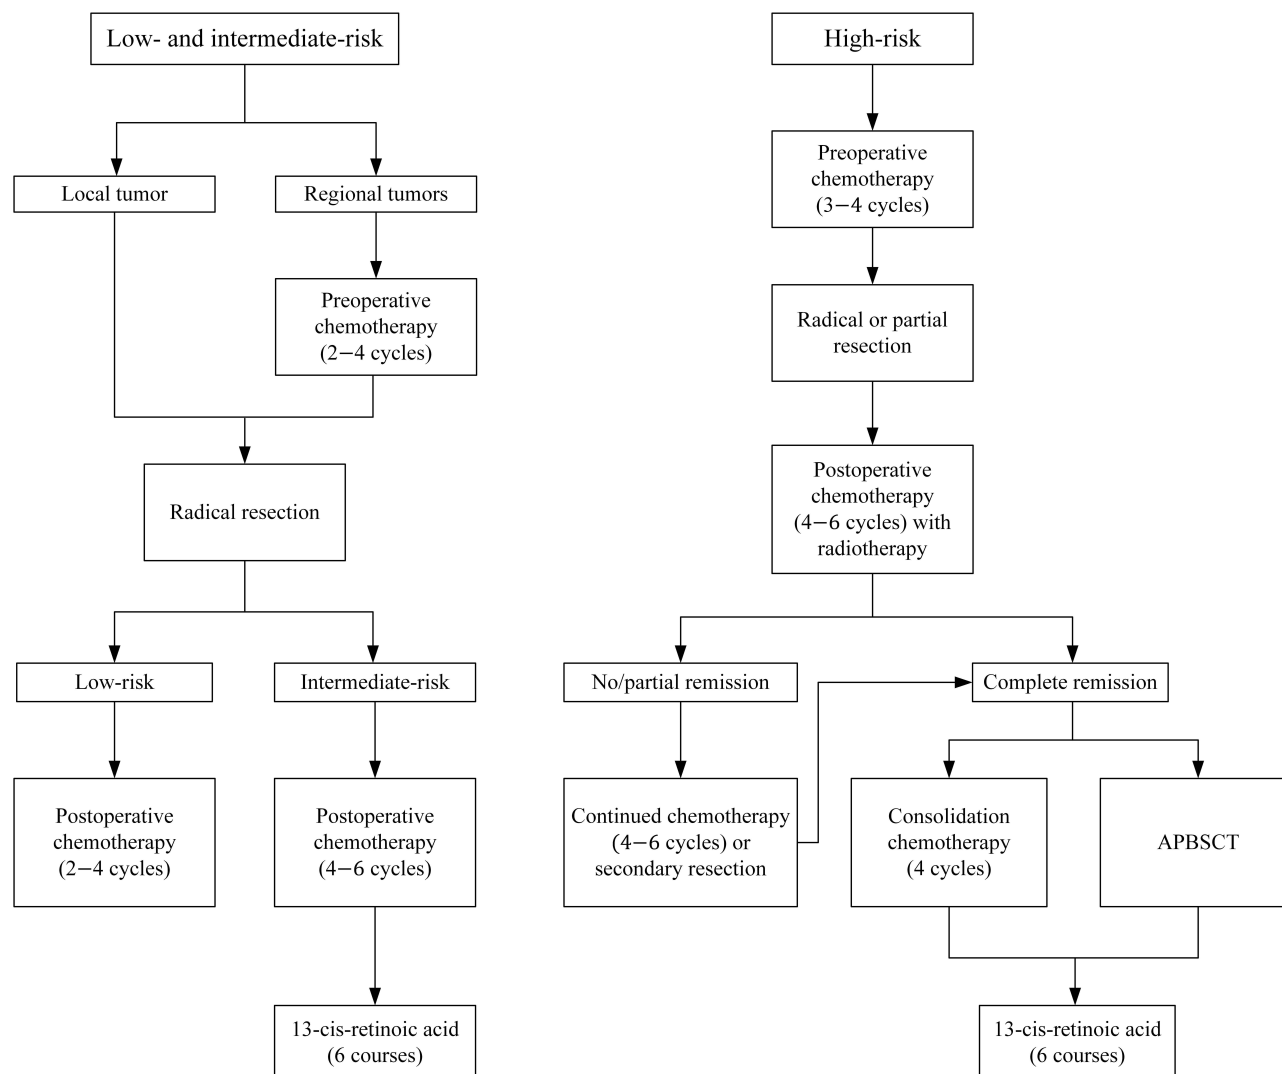 Low- and intermediate-risk
Local tumor
Regional tumors
Preoperative
chemotherapy
(2−4 cycles)
Radical resection
Low-risk
Intermediate-risk
Postoperative
chemotherapy
(2−4 cycles)
Postoperative
chemotherapy
(4−6 cycles)
13-cis-retinoic acid
(6 courses)
High-risk
Preoperative
chemotherapy
(3−4 cycles)
Radical or partial
resection
Postoperative
chemotherapy
(4−6 cycles) with
radiotherapy
No/partial remission
Complete remission
Continued chemotherapy
(4−6 cycles) or
secondary resection
Consolidation
chemotherapy
(4 cycles)
APBSCT
13-cis-retinoic acid
(6 courses)